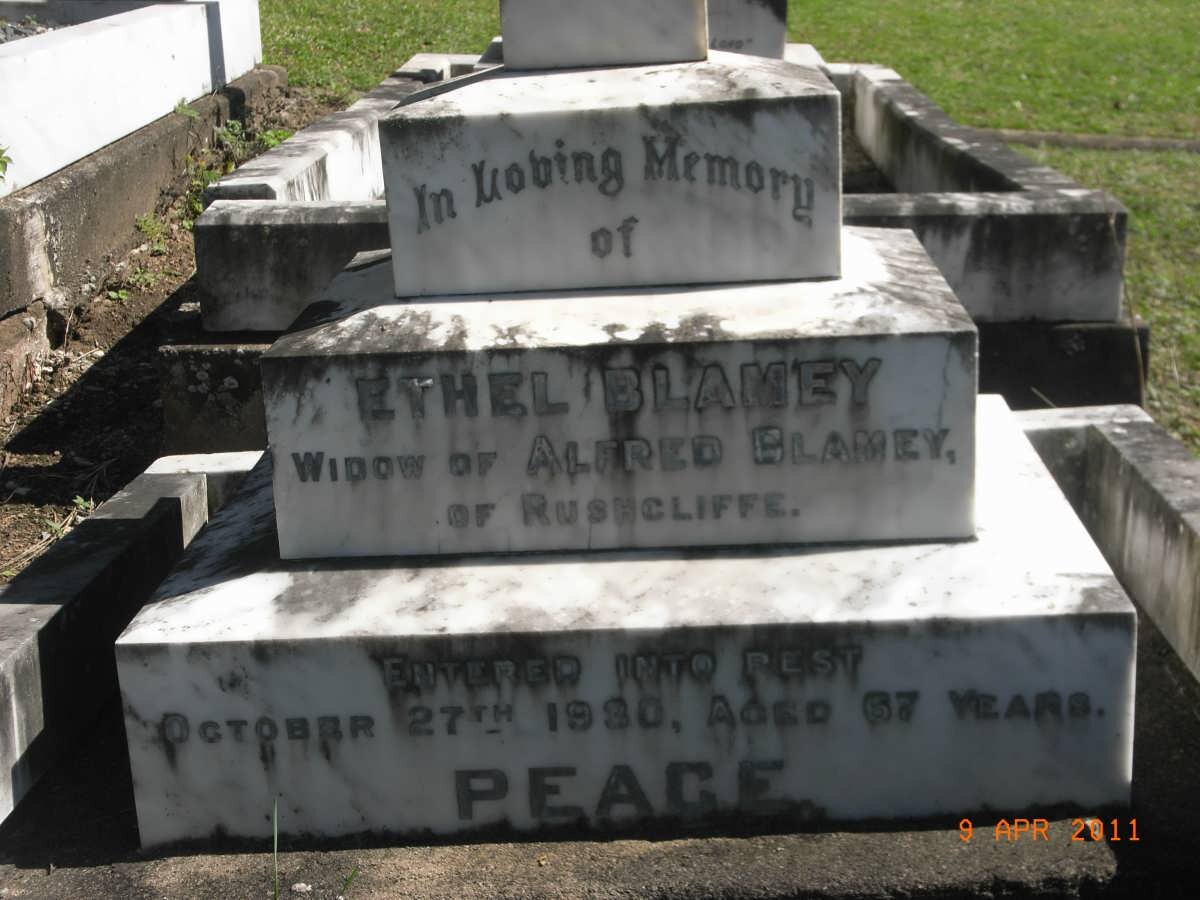 In Loving Memory
of
ETHEL BLAMEY
WIDOW OF ALFRED BLAMEY,
OF RUSHCLIFFE.
ENTERED INTO REST
OCTOBER 27TH 1930, AGED 67 YEARS.
PEACE.
9 APR 2011